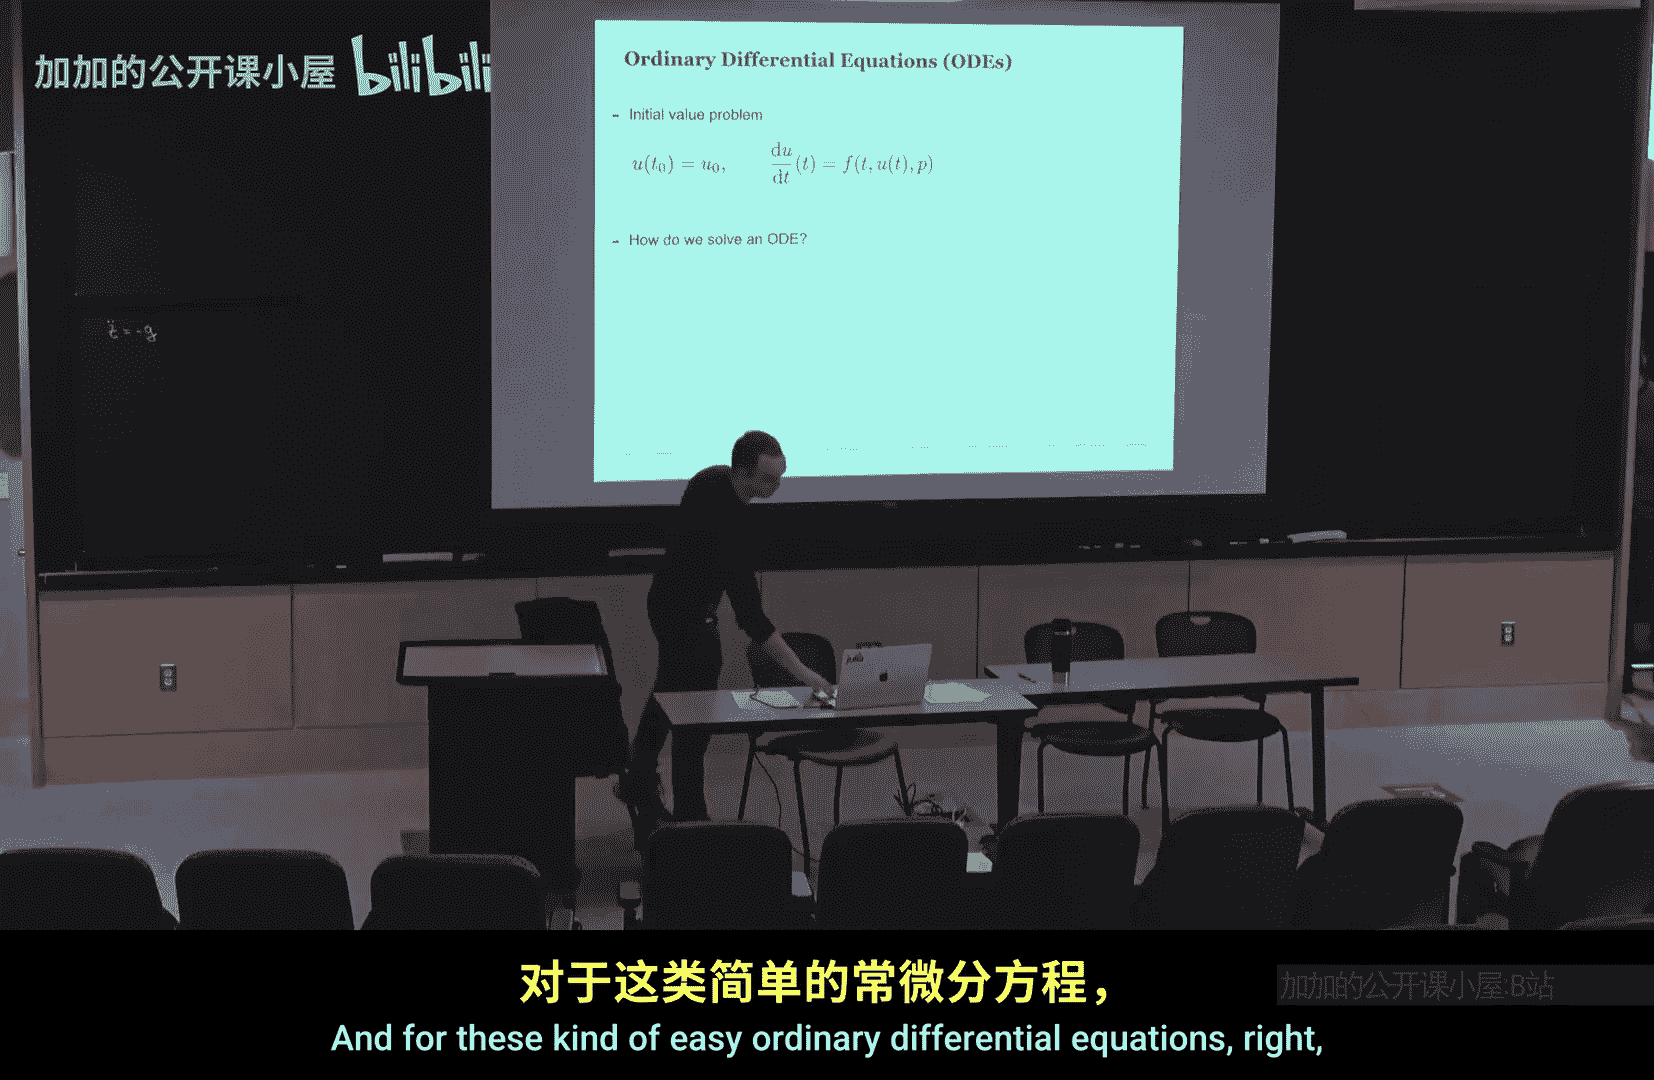 加加的公开课小屋 bilibili
Ordinary Differential Equations (ODEs)
- Initial value problem
u(t₀) = u₀, du/dt (t) = f(t, u(t), p)
- How do we solve an ODE?
z̈ = -g
对于这类简单的常微分方程，
加加的公开课小屋:B站
And for these kind of easy ordinary differential equations, right,